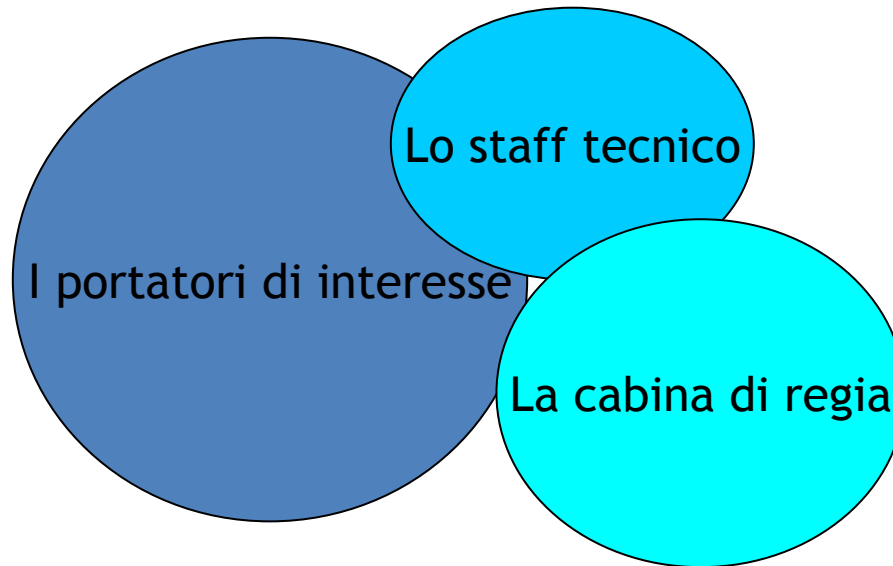 Lo staff tecnico
I portatori di interesse
La cabina di regia